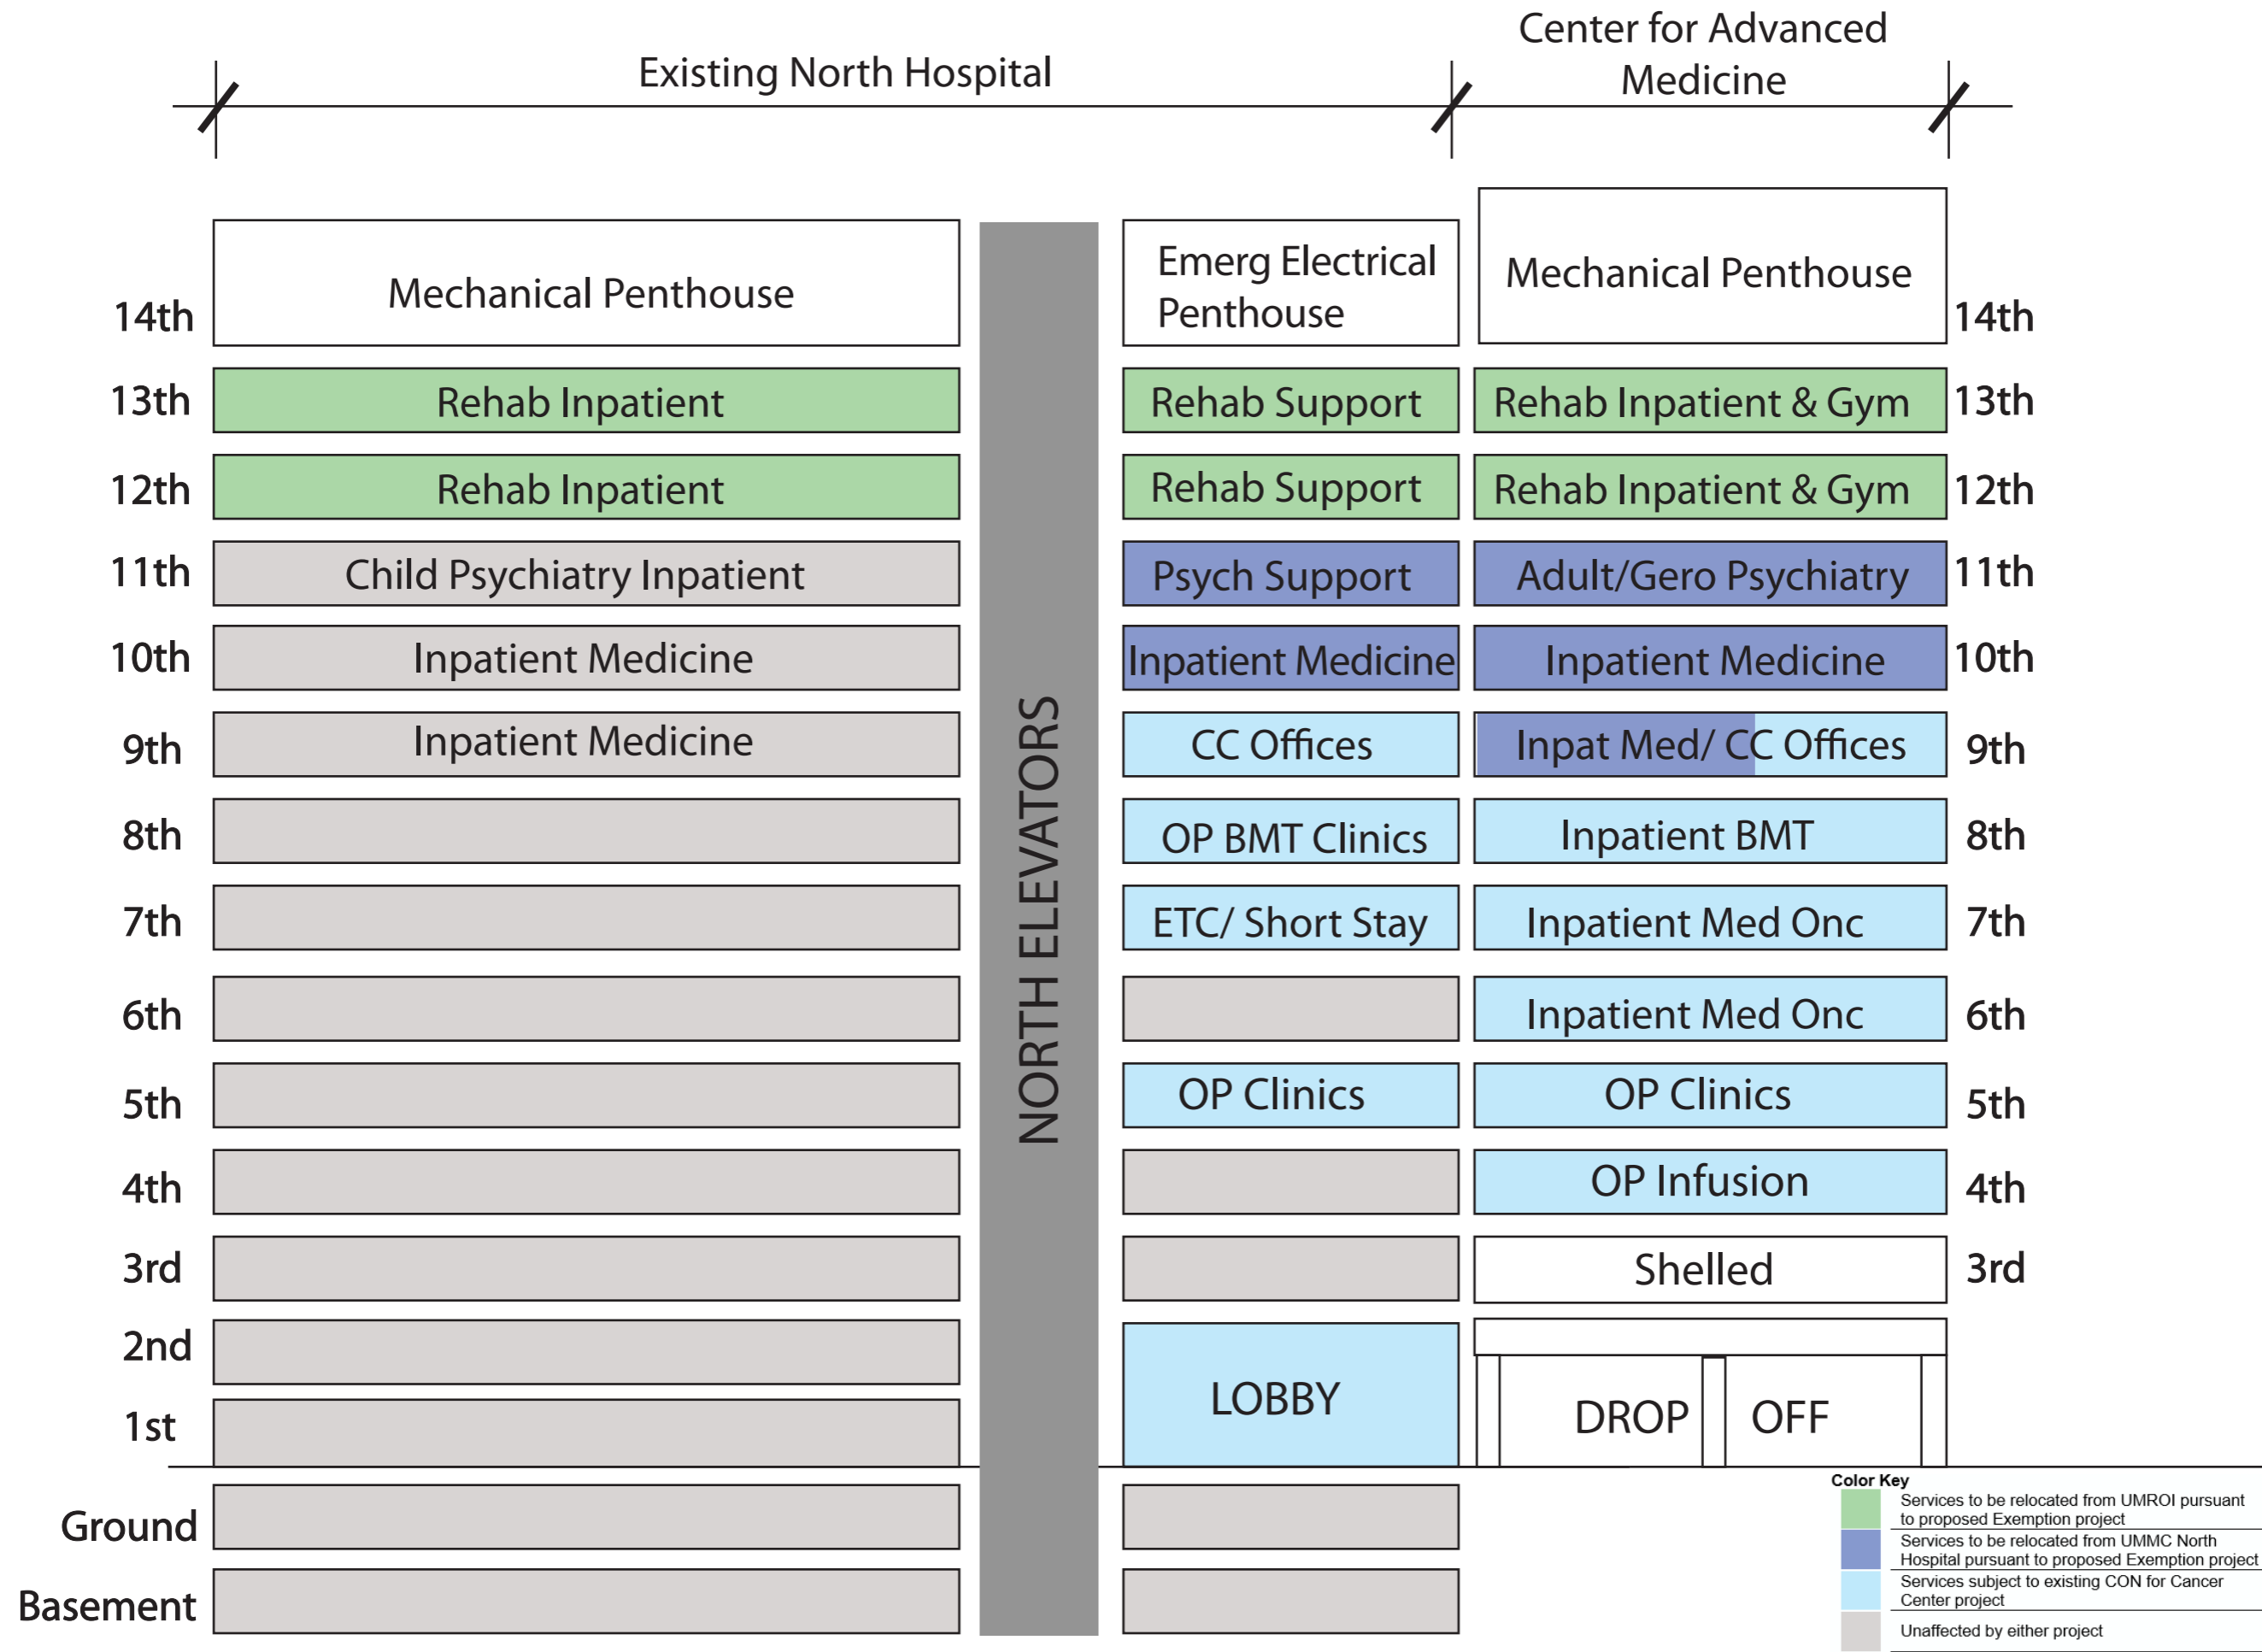 Existing North Hospital
Center for Advanced
Medicine
14th
Mechanical Penthouse
Emerg Electrical
Penthouse
Mechanical Penthouse
14th
13th
Rehab Inpatient
Rehab Support
Rehab Inpatient & Gym
13th
12th
Rehab Inpatient
Rehab Support
Rehab Inpatient & Gym
12th
11th
Child Psychiatry Inpatient
Psych Support
Adult/Gero Psychiatry
11th
10th
Inpatient Medicine
Inpatient Medicine
Inpatient Medicine
10th
9th
Inpatient Medicine
CC Offices
Inpat Med/ CC Offices
9th
8th
OP BMT Clinics
Inpatient BMT
8th
7th
ETC/ Short Stay
Inpatient Med Onc
7th
6th
Inpatient Med Onc
6th
5th
OP Clinics
OP Clinics
5th
4th
OP Infusion
4th
3rd
Shelled
3rd
2nd
1st
LOBBY
DROP OFF
Ground
Basement
NORTH ELEVATORS
Color Key
Services to be relocated from UMROI pursuant
to proposed Exemption project
Services to be relocated from UMMC North
Hospital pursuant to proposed Exemption project
Services subject to existing CON for Cancer
Center project
Unaffected by either project